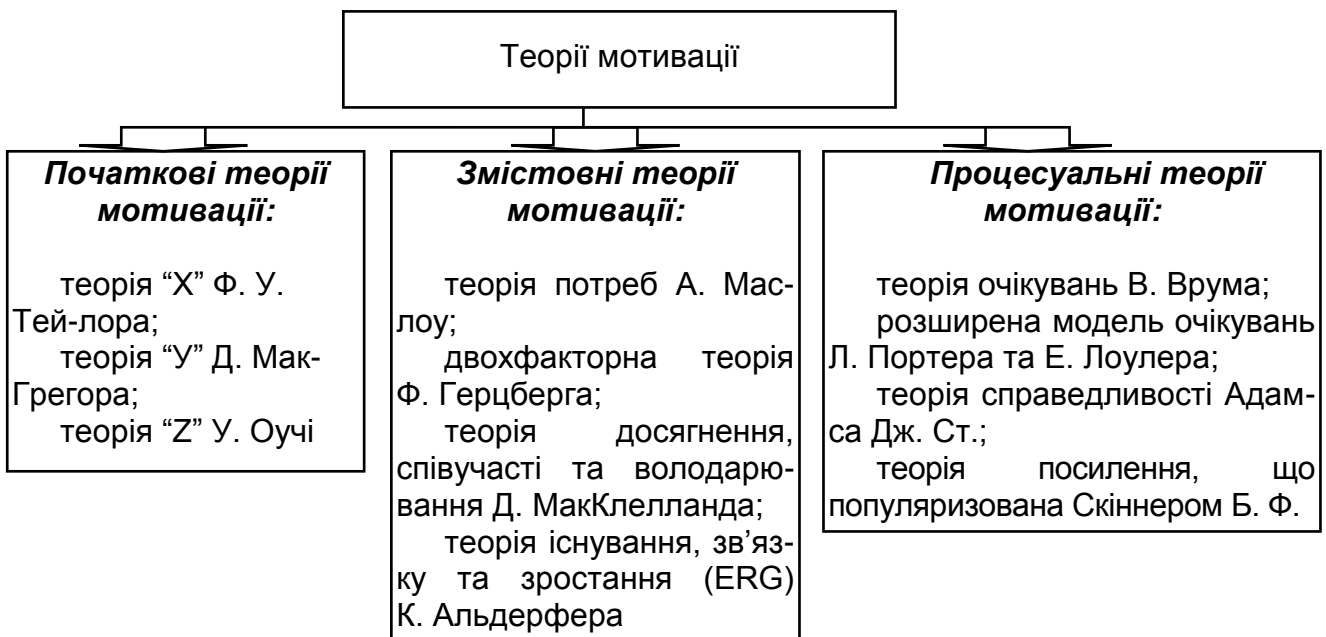 Теорії мотивації
Початкові теорії
мотивації:
теорія “Х” Ф. У.
Тей-лора;
теорія “У” Д. Мак-
Грегора;
теорія “Z” У. Оучі
Змістовні теорії
мотивації:
теорія потреб А. Мас-
лоу;
двохфакторна теорія
Ф. Герцберга;
теорія досягнення,
співучасті та володарю-
вання Д. МакКлелланда;
теорія існування, зв’яз-
ку та зростання (ERG)
К. Альдерфера
Процесуальні теорії
мотивації:
теорія очікувань В. Врума;
розширена модель очікувань
Л. Портера та Е. Лоулера;
теорія справедливості Адам-
са Дж. Ст.;
теорія посилення, що
популяризована Скіннером Б. Ф.